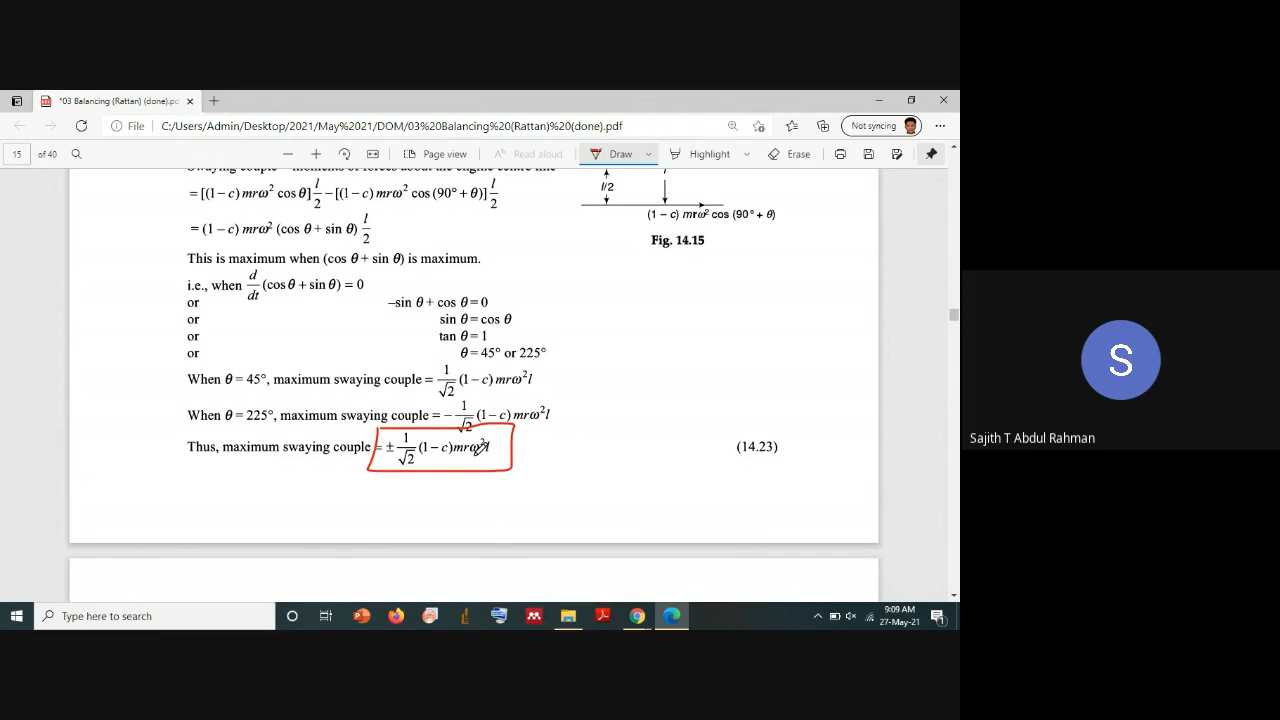 *03 Balancing (Rattan) (done).pd
File
C:/Users/Admin/Desktop/2021/May%2021/DOM/03%20Balancing%20(Rattan)%20(done).pdf
Not syncing
15 of 40
Page view
Read aloud
Draw
Highlight
Erase
= [(1 – c) mrω² cos θ] l/2 – [(1 – c) mrω² cos (90° + θ)] l/2
= (1 – c) mrω² (cos θ + sin θ) l/2
This is maximum when (cos θ + sin θ) is maximum.
i.e., when d/dt (cos θ + sin θ) = 0
or –sin θ + cos θ = 0
or sin θ = cos θ
or tan θ = 1
or θ = 45° or 225°
When θ = 45°, maximum swaying couple = 1/√2 (1 – c) mrω²l
When θ = 225°, maximum swaying couple = – 1/√2 (1 – c) mrω²l
Thus, maximum swaying couple = ± 1/√2 (1 – c)mrω²l (14.23)
l/2
(1 – c) mrω² cos (90° + θ)
Fig. 14.15
S
Sajith T Abdul Rahman
Type here to search
9:09 AM
27-May-21
1